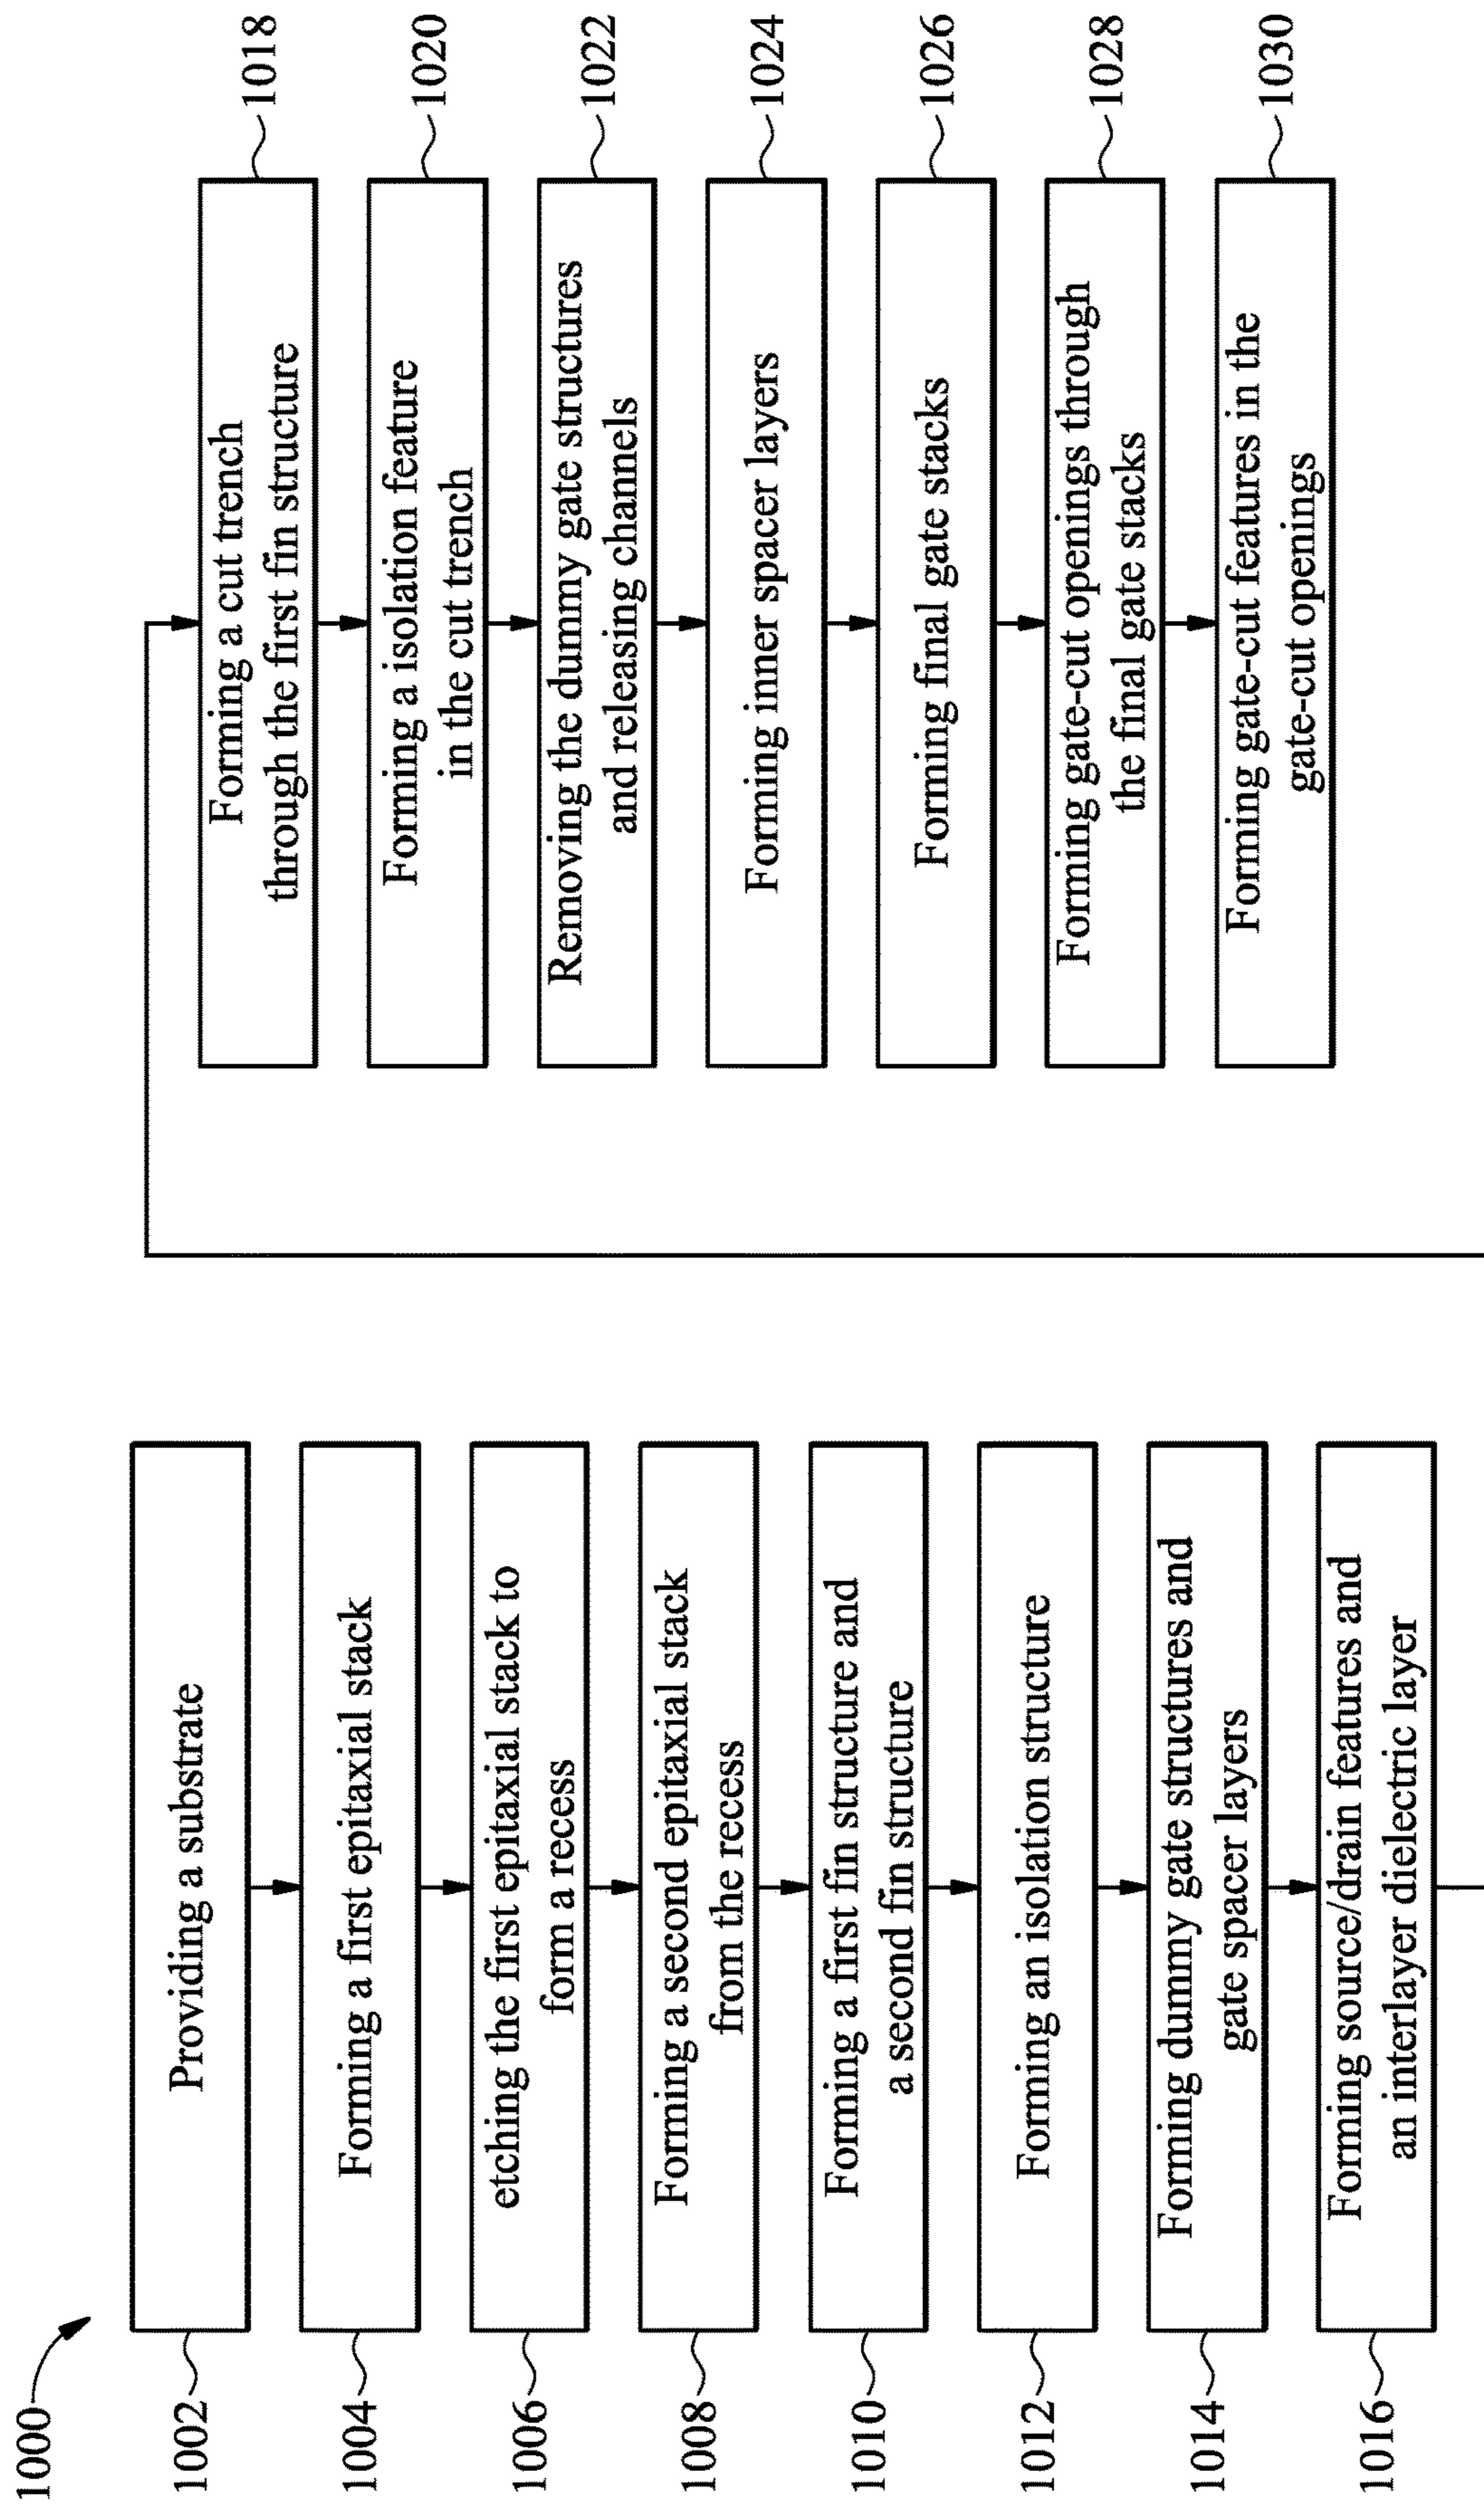 1000
1002
Providing a substrate
1004
Forming a first epitaxial stack
1006
etching the first epitaxial stack to
form a recess
1008
Forming a second epitaxial stack
from the recess
1010
Forming a first fin structure and
a second fin structure
1012
Forming an isolation structure
1014
Forming dummy gate structures and
gate spacer layers
1016
Forming source/drain features and
an interlayer dielectric layer
Forming a cut trench
through the first fin structure
1018
Forming a isolation feature
in the cut trench
1020
Removing the dummy gate structures
and releasing channels
1022
Forming inner spacer layers
1024
Forming final gate stacks
1026
Forming gate-cut openings through
the final gate stacks
1028
Forming gate-cut features in the
gate-cut openings
1030